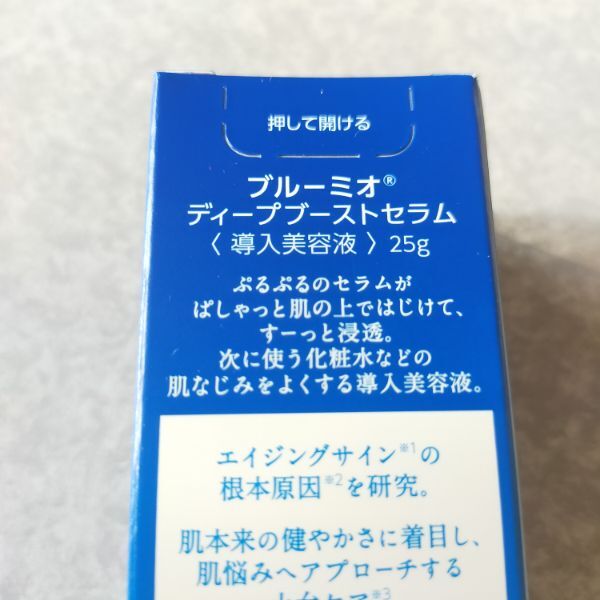 押して開ける
ブルーミオ®
ディープブーストセラム
〈導入美容液〉25g
ぷるぷるのセラムが
ぱしゃっと肌の上ではじけて、
すーっと浸透。
次に使う化粧水などの
肌なじみをよくする導入美容液。
エイジングサイン※1の
根本原因※2を研究。
肌本来の健やかさに着目し、
肌悩みへアプローチする
土台ケア※3